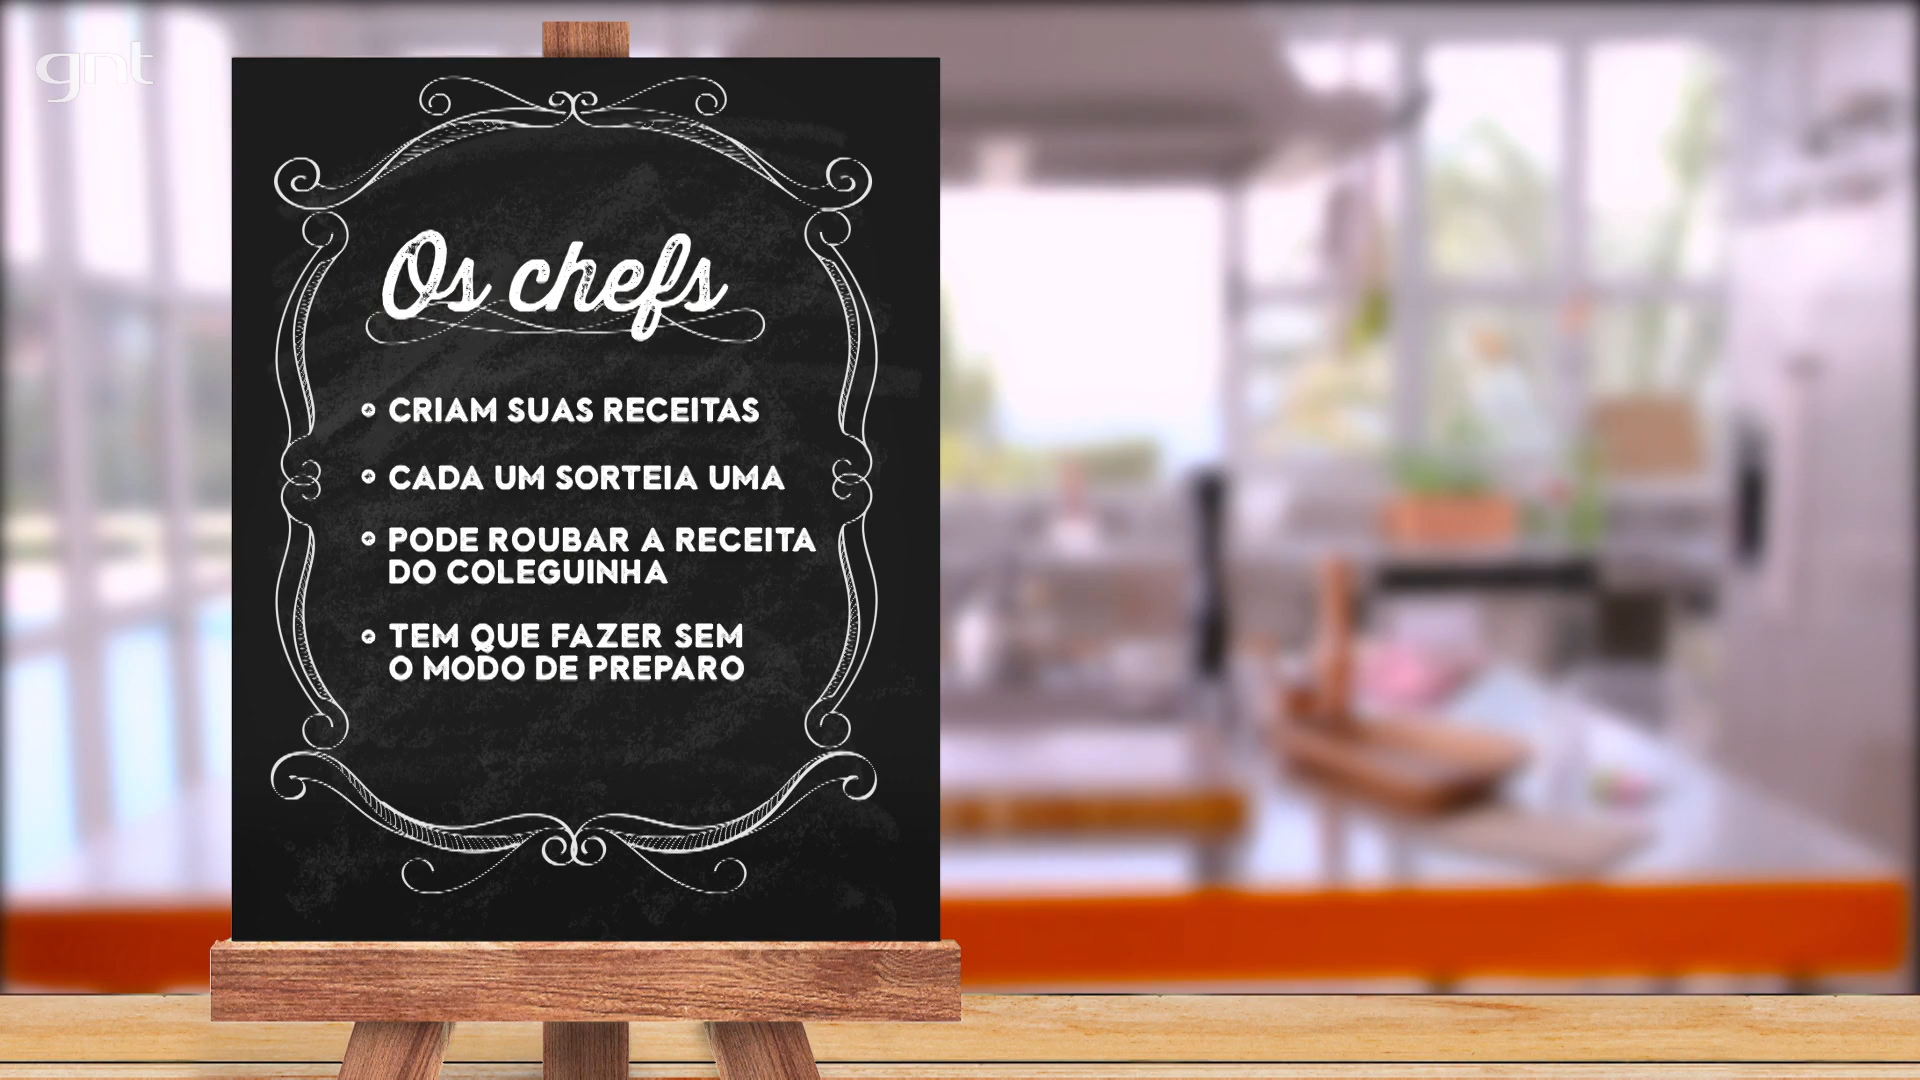 gnt
Os chefs
CRIAM SUAS RECEITAS
CADA UM SORTEIA UMA
PODE ROUBAR A RECEITA
DO COLEGUINHA
TEM QUE FAZER SEM
O MODO DE PREPARO